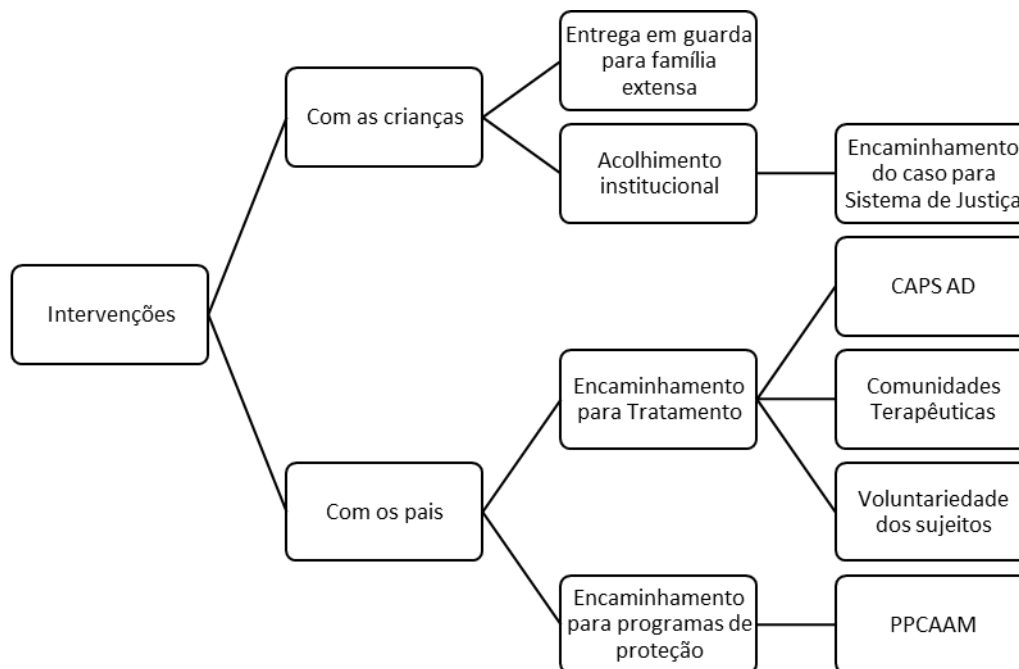 Intervenções
Com as crianças
Entrega em guarda
para família
extensa
Acolhimento
institucional
Encaminhamento
do caso para
Sistema de Justiça
Com os pais
Encaminhamento
para Tratamento
CAPS AD
Comunidades
Terapêuticas
Voluntariedade
dos sujeitos
Encaminhamento
para programas de
proteção
PPCAAM